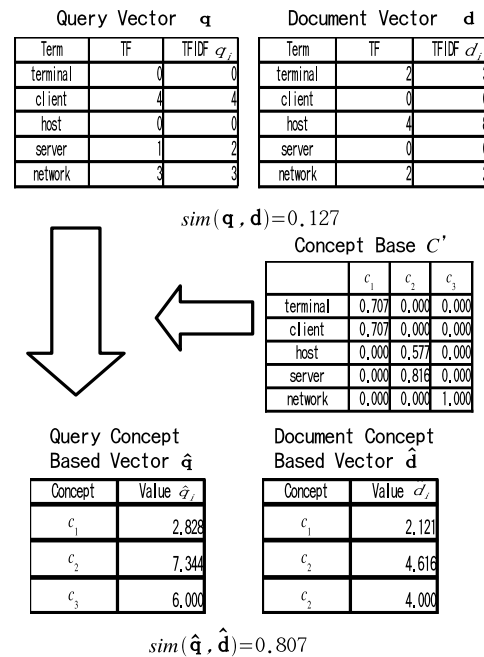 Query Vector q
Document Vector d
Term TF TFIDF q_i
terminal 0 0
client 4 4
host 0 0
server 1 2
network 3 3
Term TF TFIDF d_i
terminal 2
client 0
host 4
server 0
network 2
sim(q,d)=0.127
Concept Base C'
c_1 c_2 c_3
terminal 0.707 0.000 0.000
client 0.707 0.000 0.000
host 0.000 0.577 0.000
server 0.000 0.816 0.000
network 0.000 0.000 1.000
Query Concept
Based Vector q̂
Concept Value q̂_i
c_1 2.828
c_2 7.344
c_3 6.000
Document Concept
Based Vector d̂
Concept Value d_i
c_1 2.121
c_2 4.616
c_2 4.000
sim(q̂,d̂)=0.807